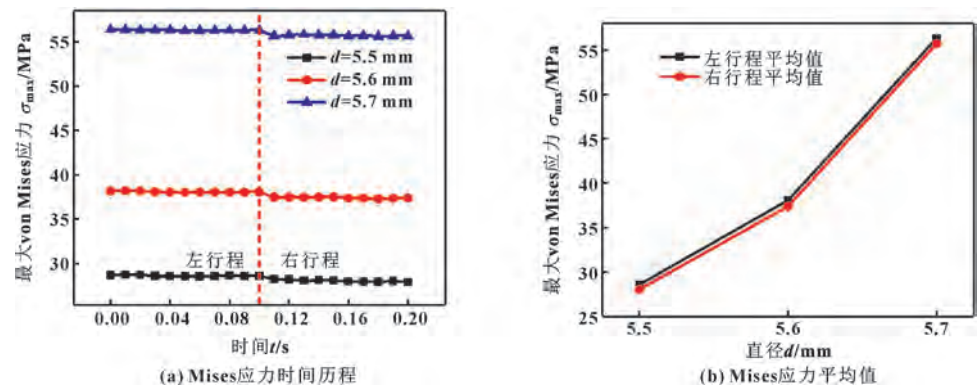 最大von Mises应力 σmax/MPa
55
49
42
35
30
d=5.5 mm
d=5.6 mm
d=5.7 mm
左行程 右行程
0.00 0.04 0.08 0.12 0.16 0.20
时间t/s
(a) Mises应力时间历程
最大von Mises应力 σmax/MPa
55
50
45
40
35
30
25
左行程平均值
右行程平均值
5.5 5.6 5.7
直径d/mm
(b) Mises应力平均值